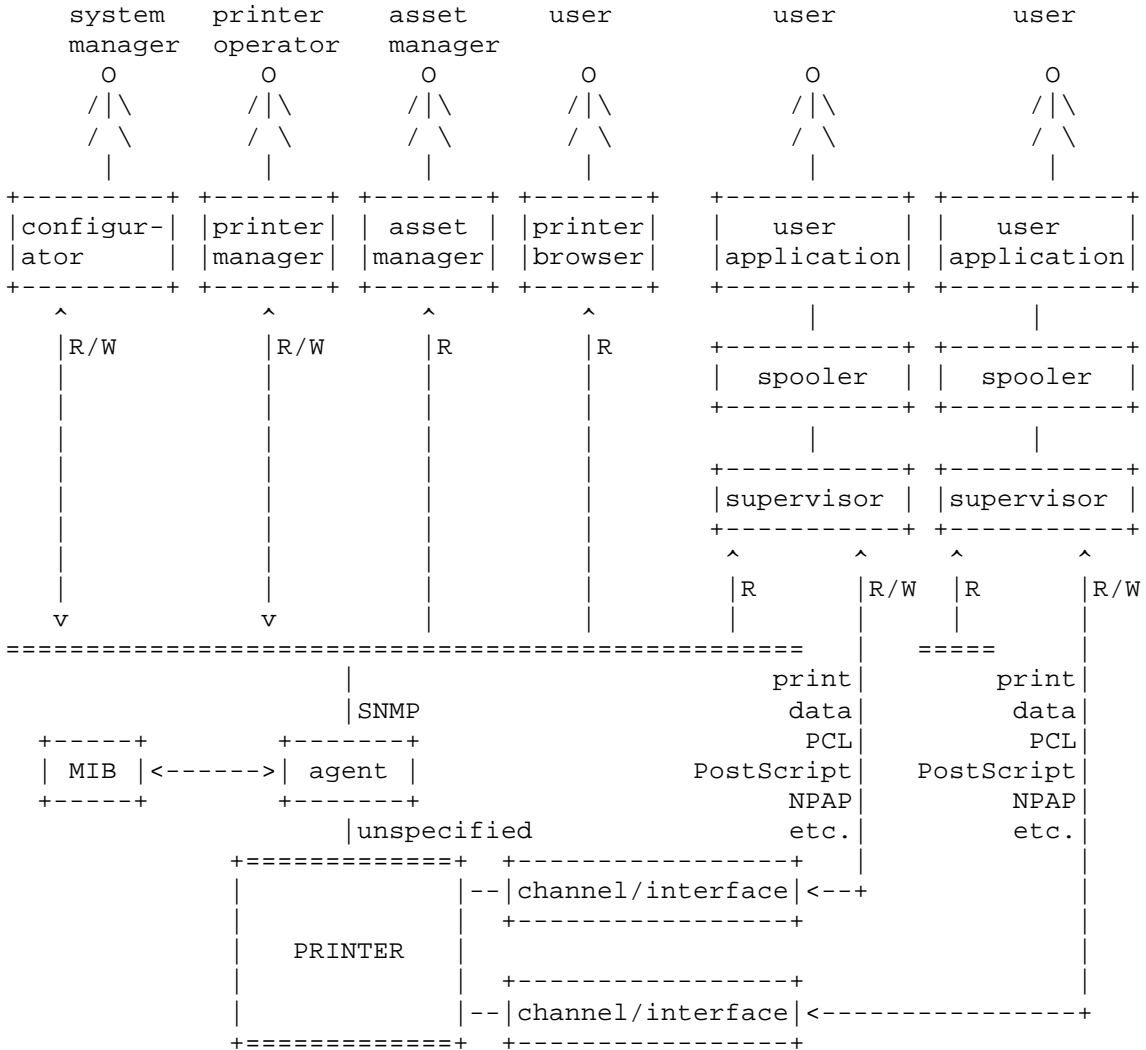 system printer asset user user user
manager operator manager
O O O O O O
/|\ /|\ /|\ /|\ /|\ /|\
/ \ / \ / \ / \ / \ / \
| | | | | |
+---------+ +-------+ +-------+ +-------+ +-----------+ +-----------+
|configur-| |printer| | asset | |printer| | user | | user |
|ator | |manager| |manager| |browser| |application| |application|
+---------+ +-------+ +-------+ +-------+ +-----------+ +-----------+
^ ^ ^ ^ | |
|R/W |R/W |R |R +-----------+ +-----------+
| | | | | spooler | | spooler |
| | | | +-----------+ +-----------+
| | | | | |
| | | | +-----------+ +-----------+
| | | | |supervisor | |supervisor |
| | | | +-----------+ +-----------+
| | | | ^ ^ ^ ^
| | | | |R |R/W |R |R/W
v v | | | | | |
================================================== | ===== |
| print| print|
|SNMP data| data|
+-----+ +-------+ PCL| PCL|
| MIB |<------>| agent | PostScript| PostScript|
+-----+ +-------+ NPAP| NPAP|
|unspecified etc.| etc.|
+=============+ +-----------------+ | |
| |--|channel/interface|<--+ |
| | +-----------------+ |
| PRINTER | |
| | +-----------------+ |
| |--|channel/interface|<----------------+
+=============+ +-----------------+